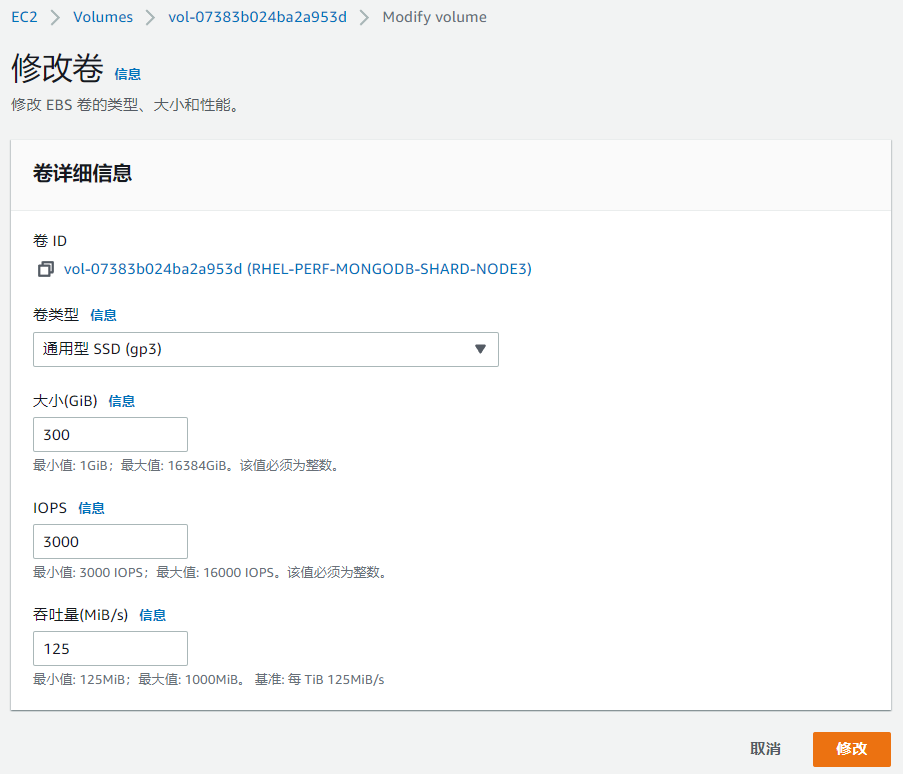 EC2 > Volumes > vol-07383b024ba2a953d > Modify volume
修改卷 信息
修改 EBS 卷的类型、大小和性能。
卷详细信息
卷 ID
vol-07383b024ba2a953d (RHEL-PERF-MONGODB-SHARD-NODE3)
卷类型 信息
通用型 SSD (gp3)
大小(GiB) 信息
300
最小值: 1GiB；最大值: 16384GiB。该值必须为整数。
IOPS 信息
3000
最小值: 3000 IOPS；最大值: 16000 IOPS。该值必须为整数。
吞吐量(MiB/s) 信息
125
最小值: 125MiB；最大值: 1000MiB。 基准: 每 TiB 125MiB/s
取消 修改